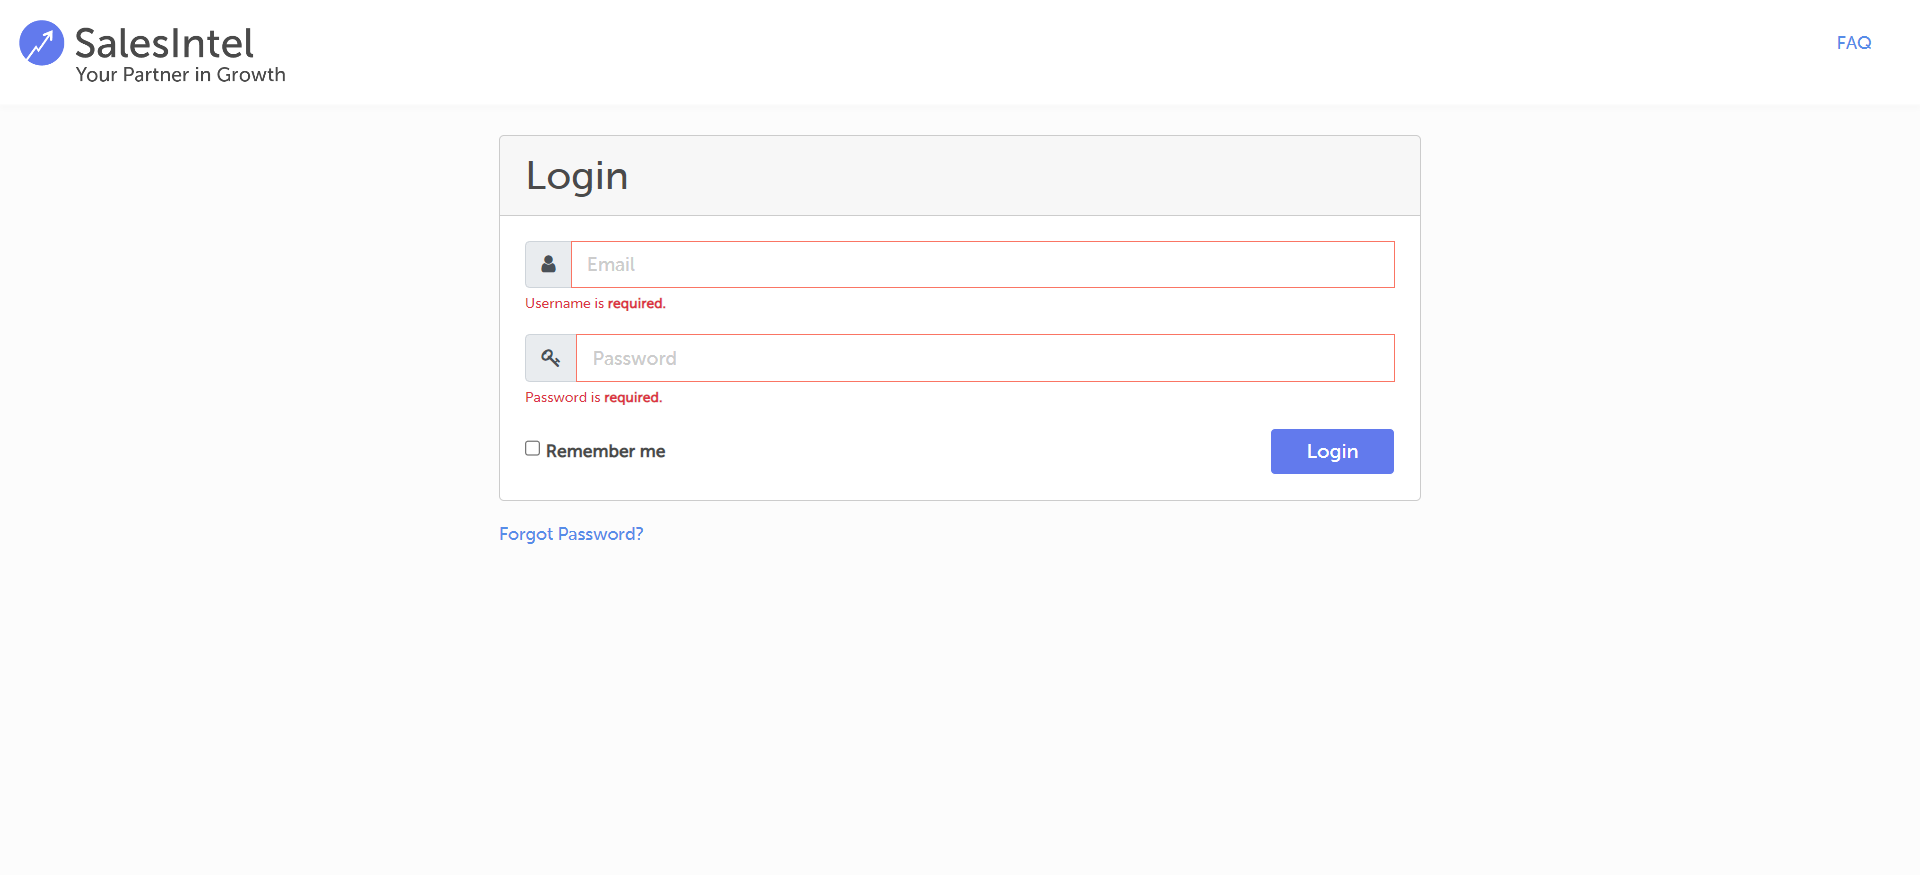 SalesIntel
Your Partner in Growth
FAQ
Login
Email
Username is required.
Password
Password is required.
Remember me
Login
Forgot Password?